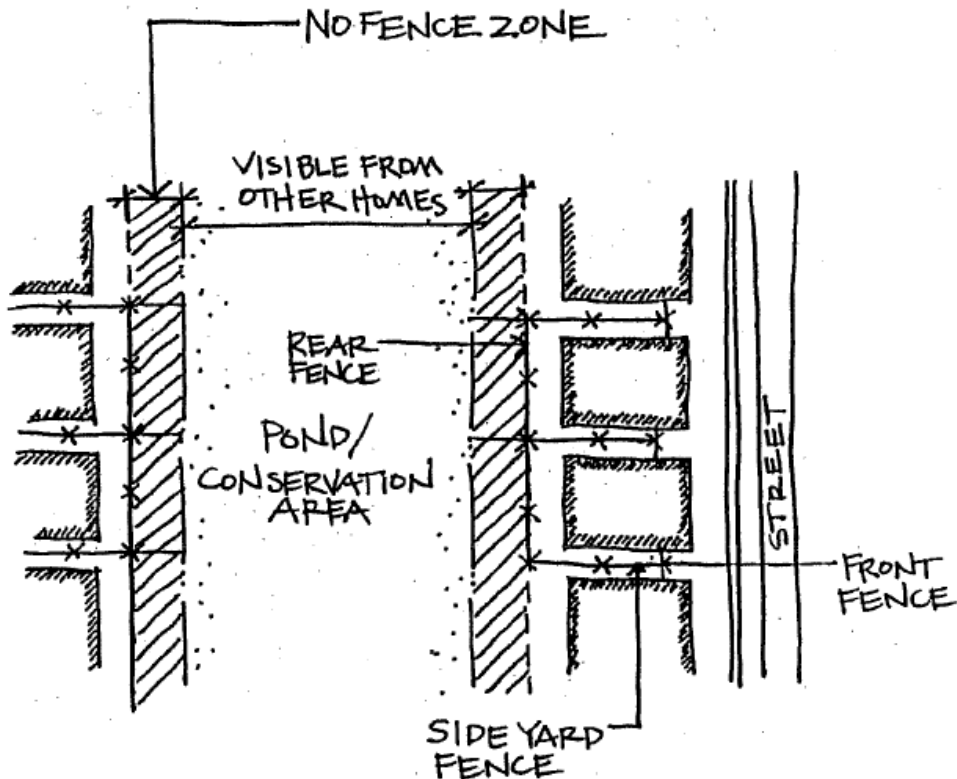 NO FENCE ZONE
VISIBLE FROM
OTHER HOMES
REAR
FENCE
POND/
CONSERVATION
AREA
STREET
FRONT
FENCE
SIDE YARD
FENCE